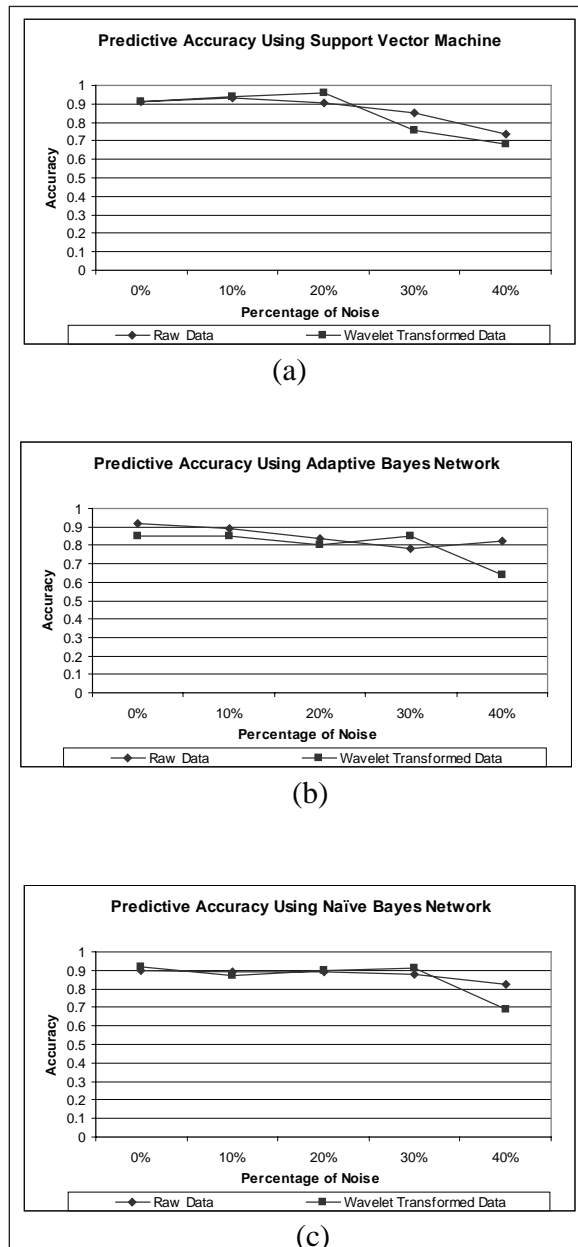 Predictive Accuracy Using Support Vector Machine
1
0.9
0.8
0.7
0.6
0.5
0.4
0.3
0.2
0.1
0
Accuracy
0% 10% 20% 30% 40%
Percentage of Noise
Raw Data Wavelet Transformed Data
(a)
Predictive Accuracy Using Adaptive Bayes Network
1
0.9
0.8
0.7
0.6
0.5
0.4
0.3
0.2
0.1
0
Accuracy
0% 10% 20% 30% 40%
Percentage of Noise
Raw Data Wavelet Transformed Data
(b)
Predictive Accuracy Using Naïve Bayes Network
1
0.9
0.8
0.7
0.6
0.5
0.4
0.3
0.2
0.1
0
Accuracy
0% 10% 20% 30% 40%
Percentage of Noise
Raw Data Wavelet Transformed Data
(c)